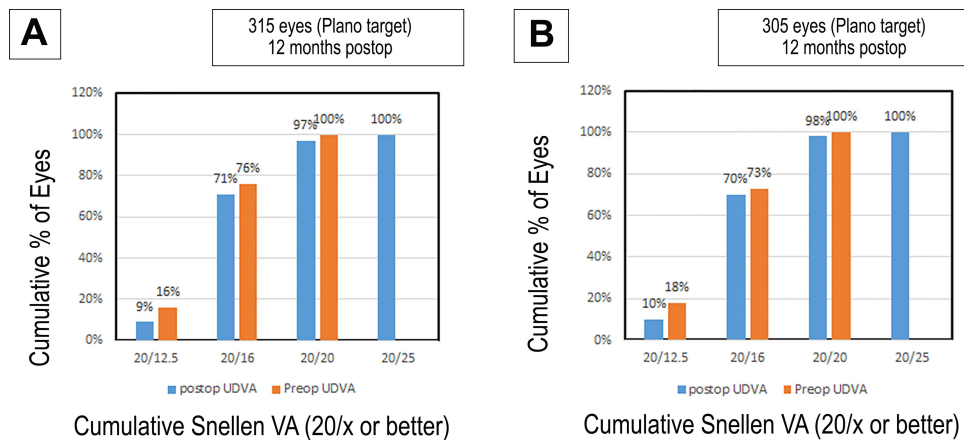 A
315 eyes (Plano target)
12 months postop
120%
100%
80%
60%
40%
20%
0%
Cumulative % of Eyes
9%
16%
71%
76%
97%
100%
100%
20/12.5
20/16
20/20
20/25
postop UDVA
Preop UDVA
Cumulative Snellen VA (20/x or better)
B
305 eyes (Plano target)
12 months postop
120%
100%
80%
60%
40%
20%
0%
Cumulative % of Eyes
10%
18%
70%
73%
98%
100%
100%
20/12.5
20/16
20/20
20/25
postop UDVA
Preop UDVA
Cumulative Snellen VA (20/x or better)